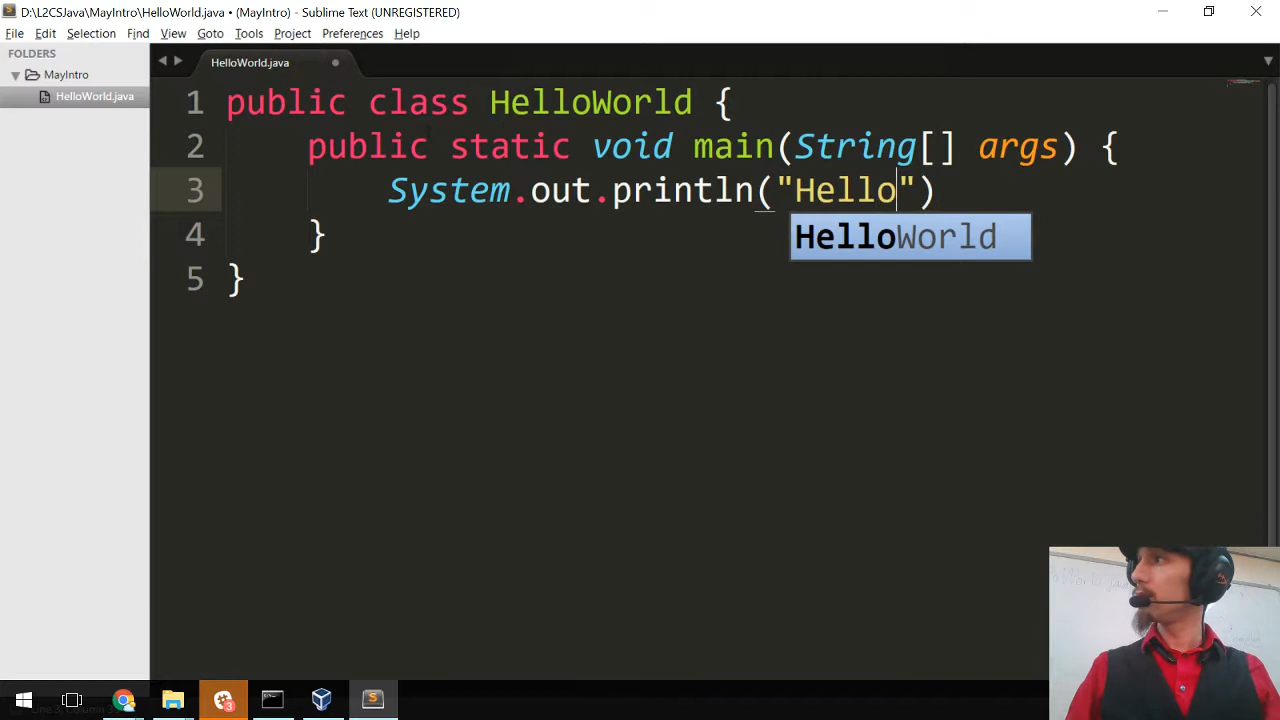 D:\L2CSJava\MayIntro\HelloWorld.java • (MayIntro) - Sublime Text (UNREGISTERED)
File Edit Selection Find View Goto Tools Project Preferences Help
FOLDERS
MayIntro
HelloWorld.java
HelloWorld.java
1 public class HelloWorld {
2 public static void main(String[] args) {
3 System.out.println("Hello")
HelloWorld
4 }
5 }
3